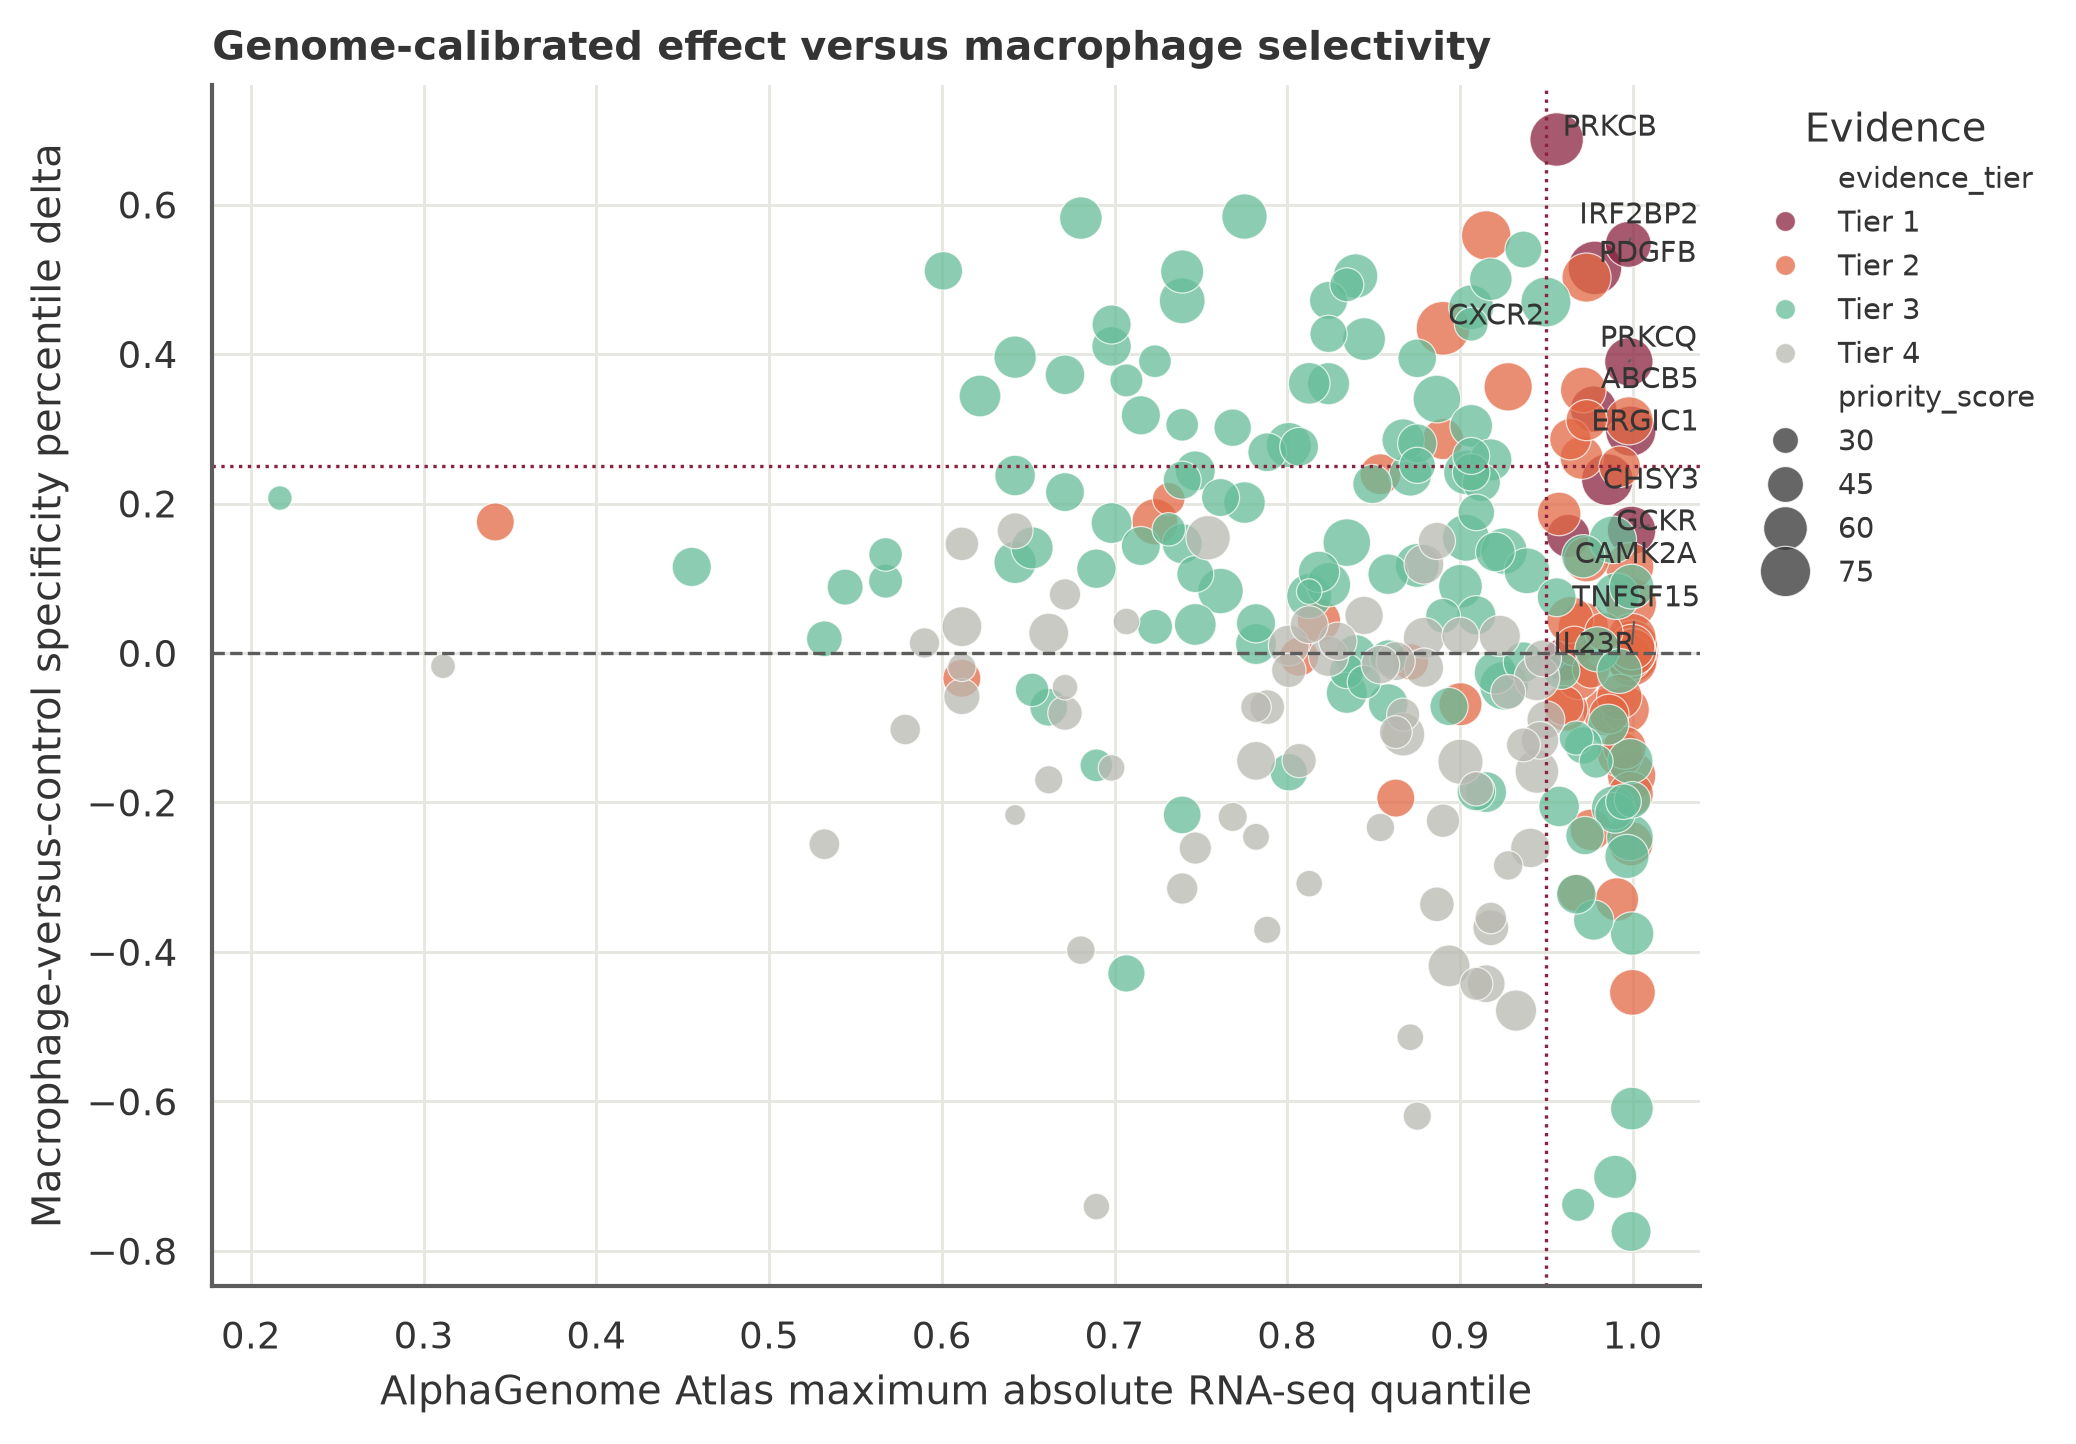 Genome-calibrated effect versus macrophage selectivity
Macrophage-versus-control specificity percentile delta
0.6
0.4
0.2
0.0
−0.2
−0.4
−0.6
−0.8
PRKCB
IRF2BP2
PDGFB
CXCR2
PRKCQ
ABCB5
ERGIC1
CHSY3
GCKR
CAMK2A
TNFSF15
IL23R
0.2
0.3
0.4
0.5
0.6
0.7
0.8
0.9
1.0
AlphaGenome Atlas maximum absolute RNA-seq quantile
Evidence
evidence_tier
Tier 1
Tier 2
Tier 3
Tier 4
priority_score
30
45
60
75